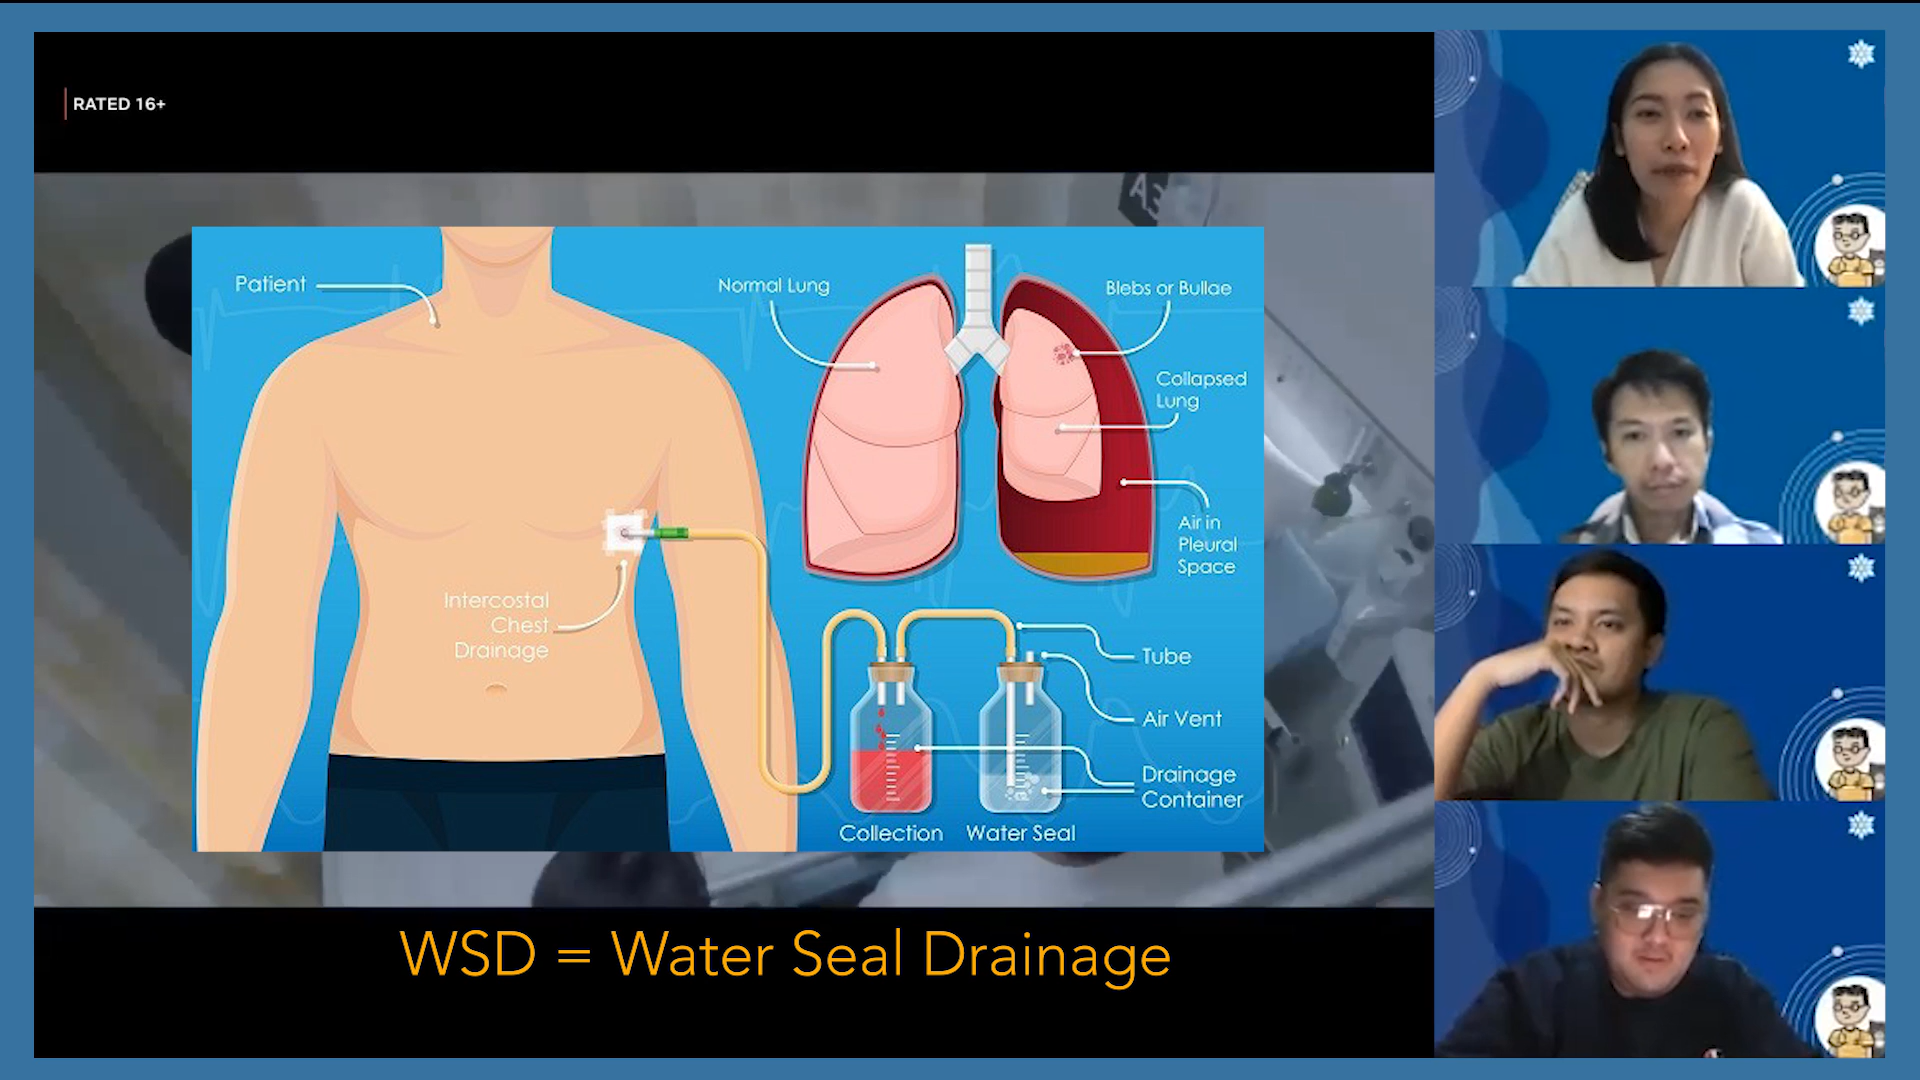 RATED 16+
A3
Patient
Normal Lung
Blebs or Bullae
Collapsed
Lung
Air in
Pleural
Space
Intercostal
Chest
Drainage
Tube
Air Vent
Drainage
Container
Collection
Water Seal
WSD = Water Seal Drainage